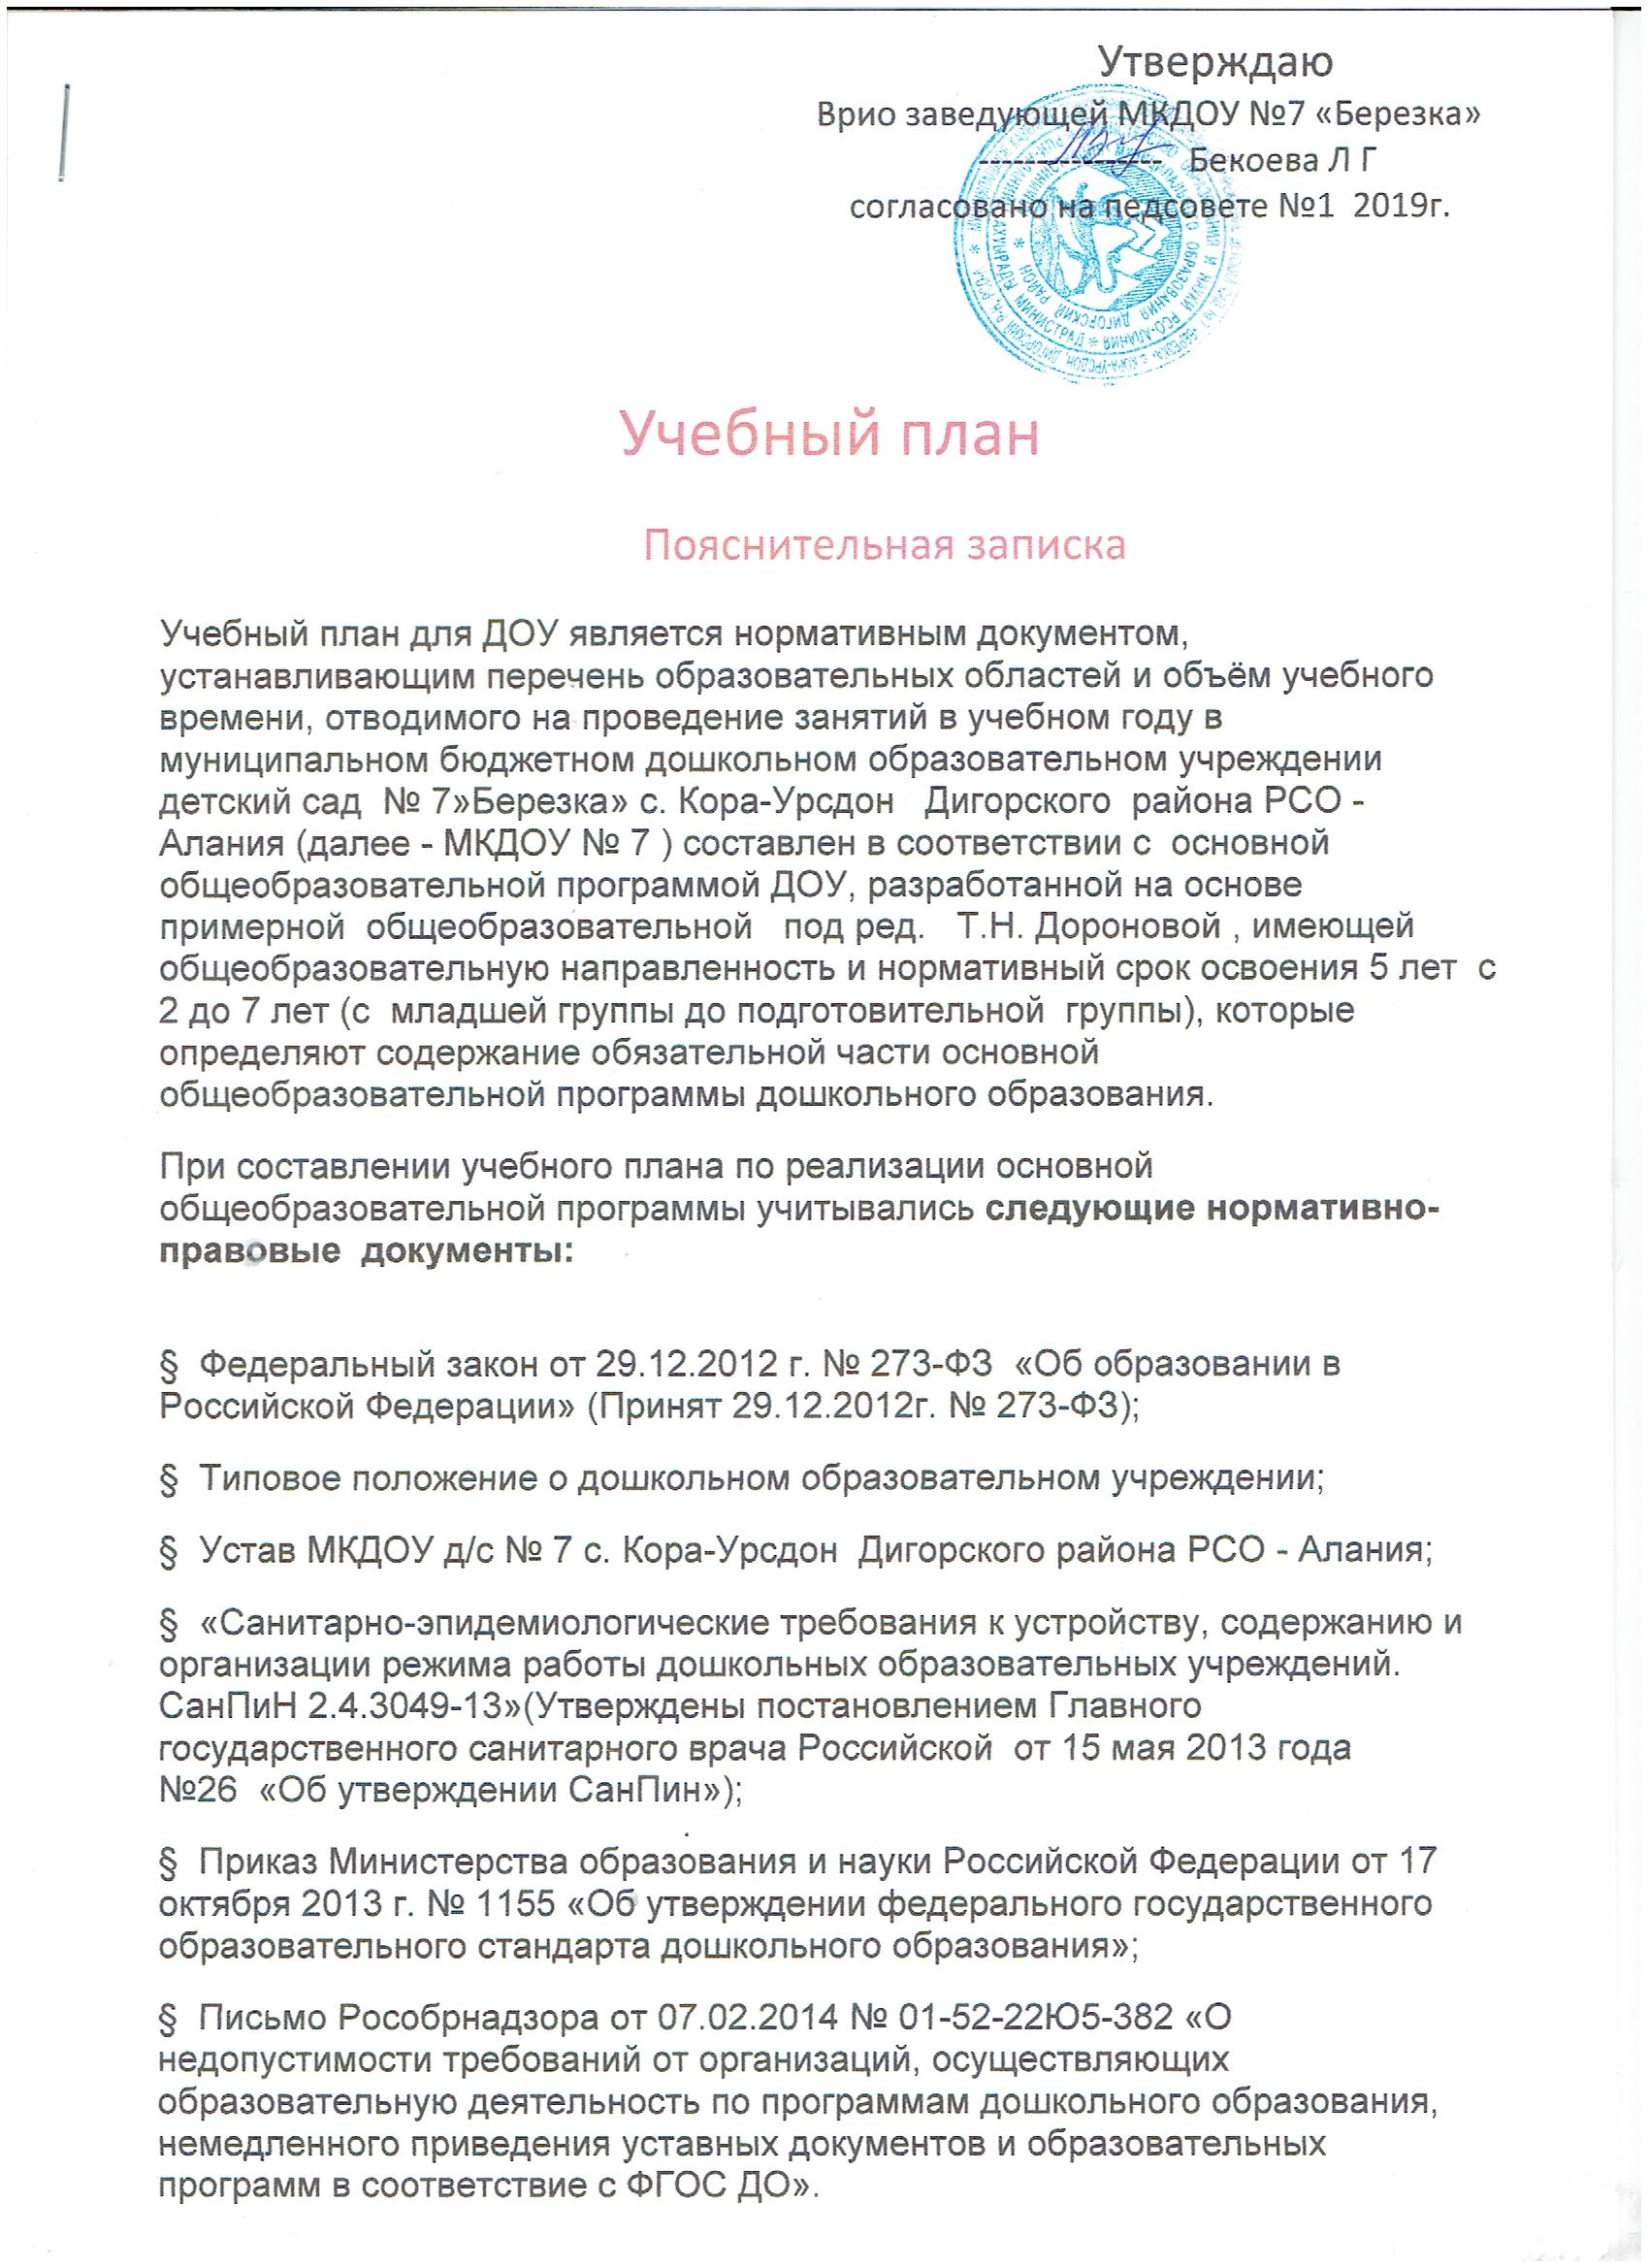 Утверждаю
Врио заведующей МКДОУ №7 «Березка»
---------------- Бекоева Л Г
согласовано на педсовете №1 2019г.
ОБРАЗОВАНИЯ ДИГОРСКИЙ РАЙОН
Учебный план
Пояснительная записка
Учебный план для ДОУ является нормативным документом,
устанавливающим перечень образовательных областей и объём учебного
времени, отводимого на проведение занятий в учебном году в
муниципальном бюджетном дошкольном образовательном учреждении
детский сад № 7»Березка» с. Кора-Урсдон Дигорского района РСО -
Алания (далее - МКДОУ № 7 ) составлен в соответствии с основной
общеобразовательной программой ДОУ, разработанной на основе
примерной общеобразовательной под ред. Т.Н. Дороновой , имеющей
общеобразовательную направленность и нормативный срок освоения 5 лет с
2 до 7 лет (с младшей группы до подготовительной группы), которые
определяют содержание обязательной части основной
общеобразовательной программы дошкольного образования.
При составлении учебного плана по реализации основной
общеобразовательной программы учитывались следующие нормативно-
правовые документы:
§ Федеральный закон от 29.12.2012 г. № 273-ФЗ «Об образовании в
Российской Федерации» (Принят 29.12.2012г. № 273-ФЗ);
§ Типовое положение о дошкольном образовательном учреждении;
§ Устав МКДОУ д/с № 7 с. Кора-Урсдон Дигорского района РСО - Алания;
§ «Санитарно-эпидемиологические требования к устройству, содержанию и
организации режима работы дошкольных образовательных учреждений.
СанПиН 2.4.3049-13»(Утверждены постановлением Главного
государственного санитарного врача Российской от 15 мая 2013 года
№26 «Об утверждении СанПин»);
§ Приказ Министерства образования и науки Российской Федерации от 17
октября 2013 г. № 1155 «Об утверждении федерального государственного
образовательного стандарта дошкольного образования»;
§ Письмо Рособрнадзора от 07.02.2014 № 01-52-22Ю5-382 «О
недопустимости требований от организаций, осуществляющих
образовательную деятельность по программам дошкольного образования,
немедленного приведения уставных документов и образовательных
программ в соответствие с ФГОС ДО».